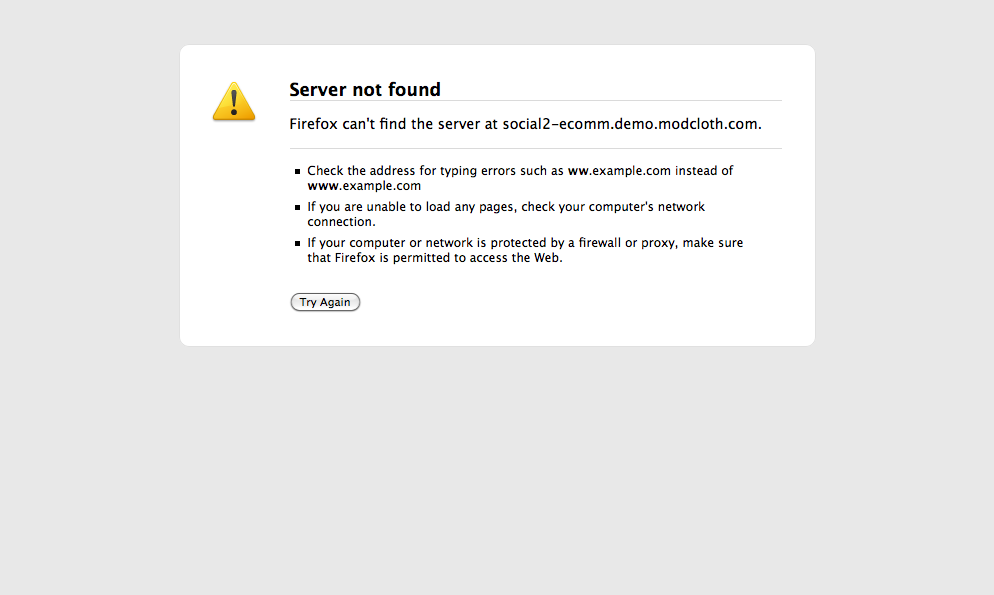 Server not found
Firefox can't find the server at social2-ecomm.demo.modcloth.com.
Check the address for typing errors such as ww.example.com instead of
www.example.com
If you are unable to load any pages, check your computer's network
connection.
If your computer or network is protected by a firewall or proxy, make sure
that Firefox is permitted to access the Web.
Try Again